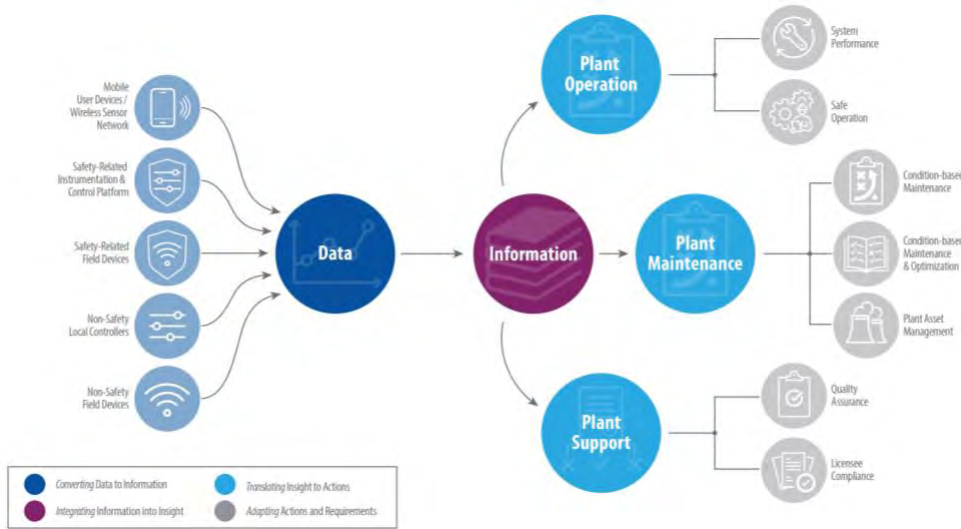 Mobile
User Devices /
Wireless Sensor
Network
Safety-Related
Instrumentation &
Control Platform
Safety-Related
Field Devices
Non-Safety
Local Controllers
Non-Safety
Field Devices
Data
Information
Plant
Operation
System
Performance
Safe
Operation
Plant
Maintenance
Condition-based
Maintenance
Condition-based
Maintenance
& Optimization
Plant Asset
Management
Plant
Support
Quality
Assurance
Licensee
Compliance
Converting Data to Information
Integrating Information into Insight
Translating Insight to Actions
Adapting Actions and Requirements